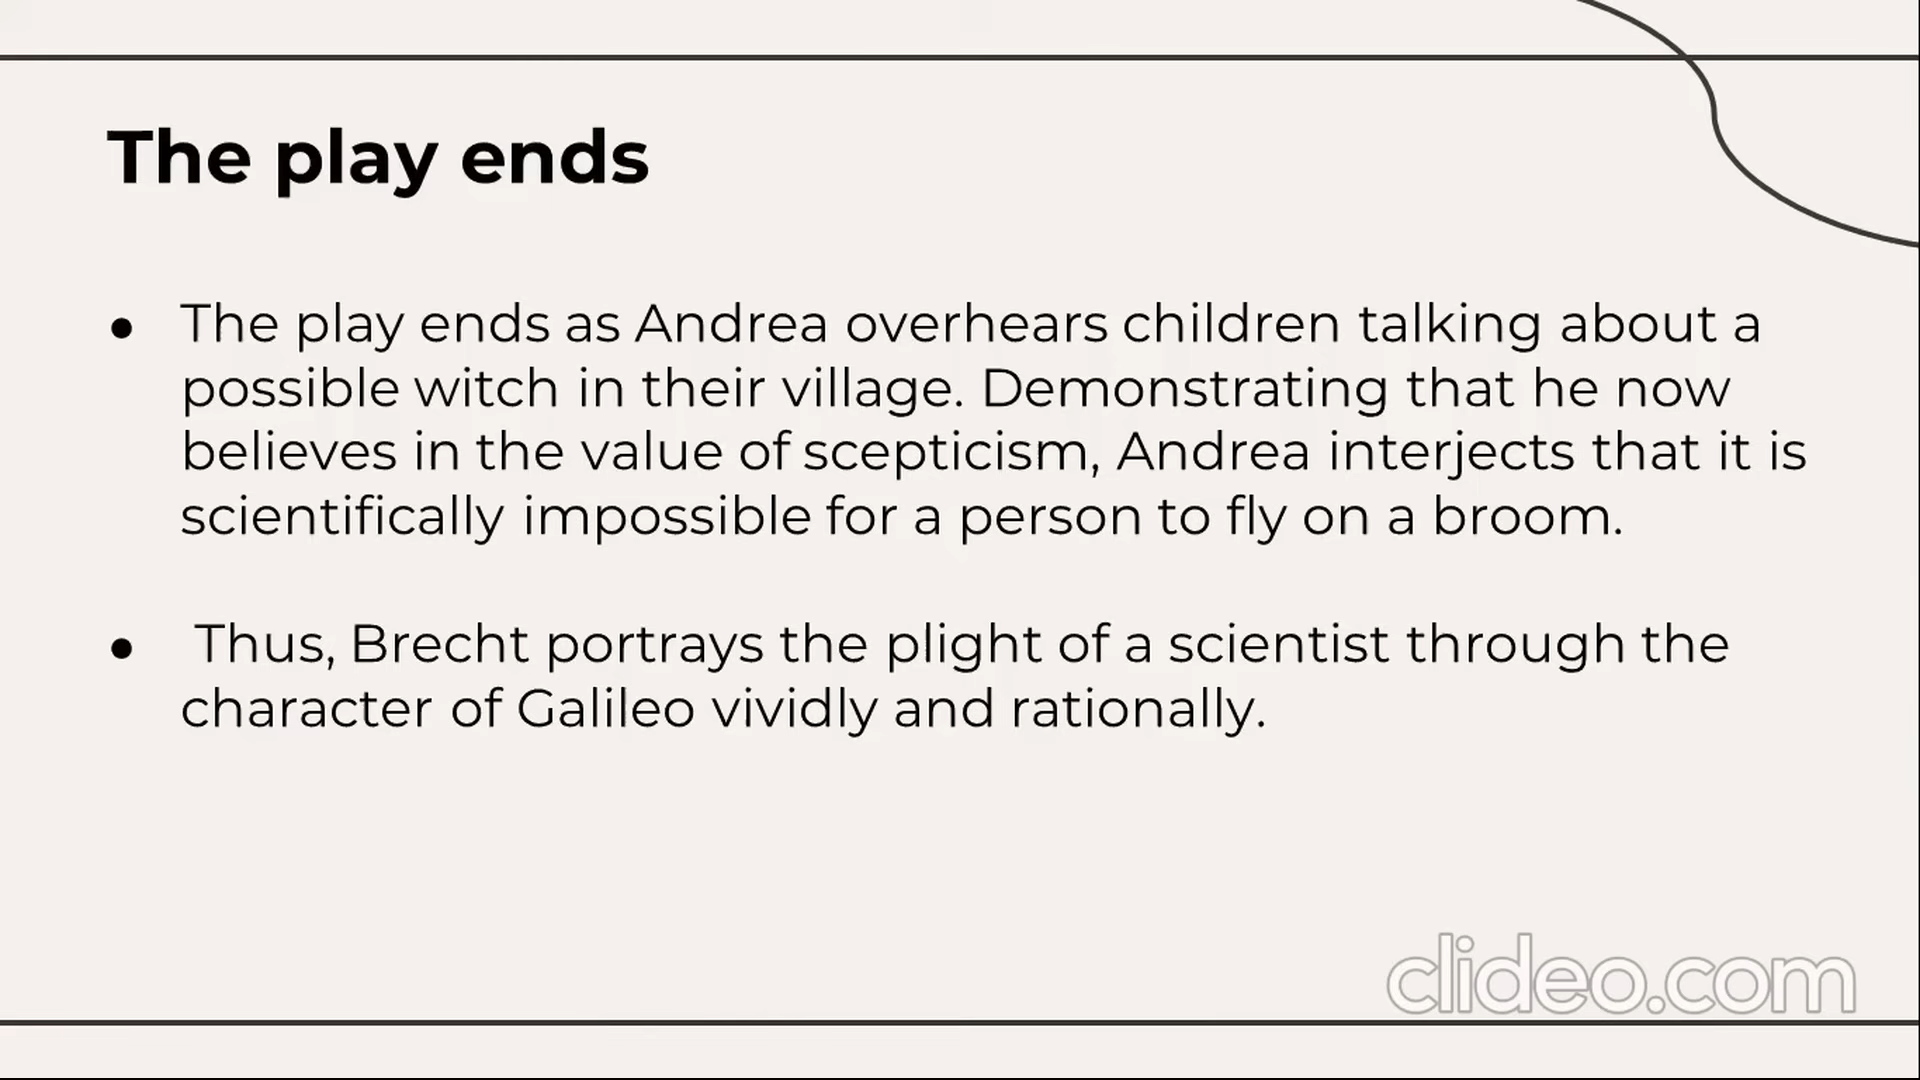 The play ends
● The play ends as Andrea overhears children talking about a
possible witch in their village. Demonstrating that he now
believes in the value of scepticism, Andrea interjects that it is
scientifically impossible for a person to fly on a broom.
● Thus, Brecht portrays the plight of a scientist through the
character of Galileo vividly and rationally.
clideo.com